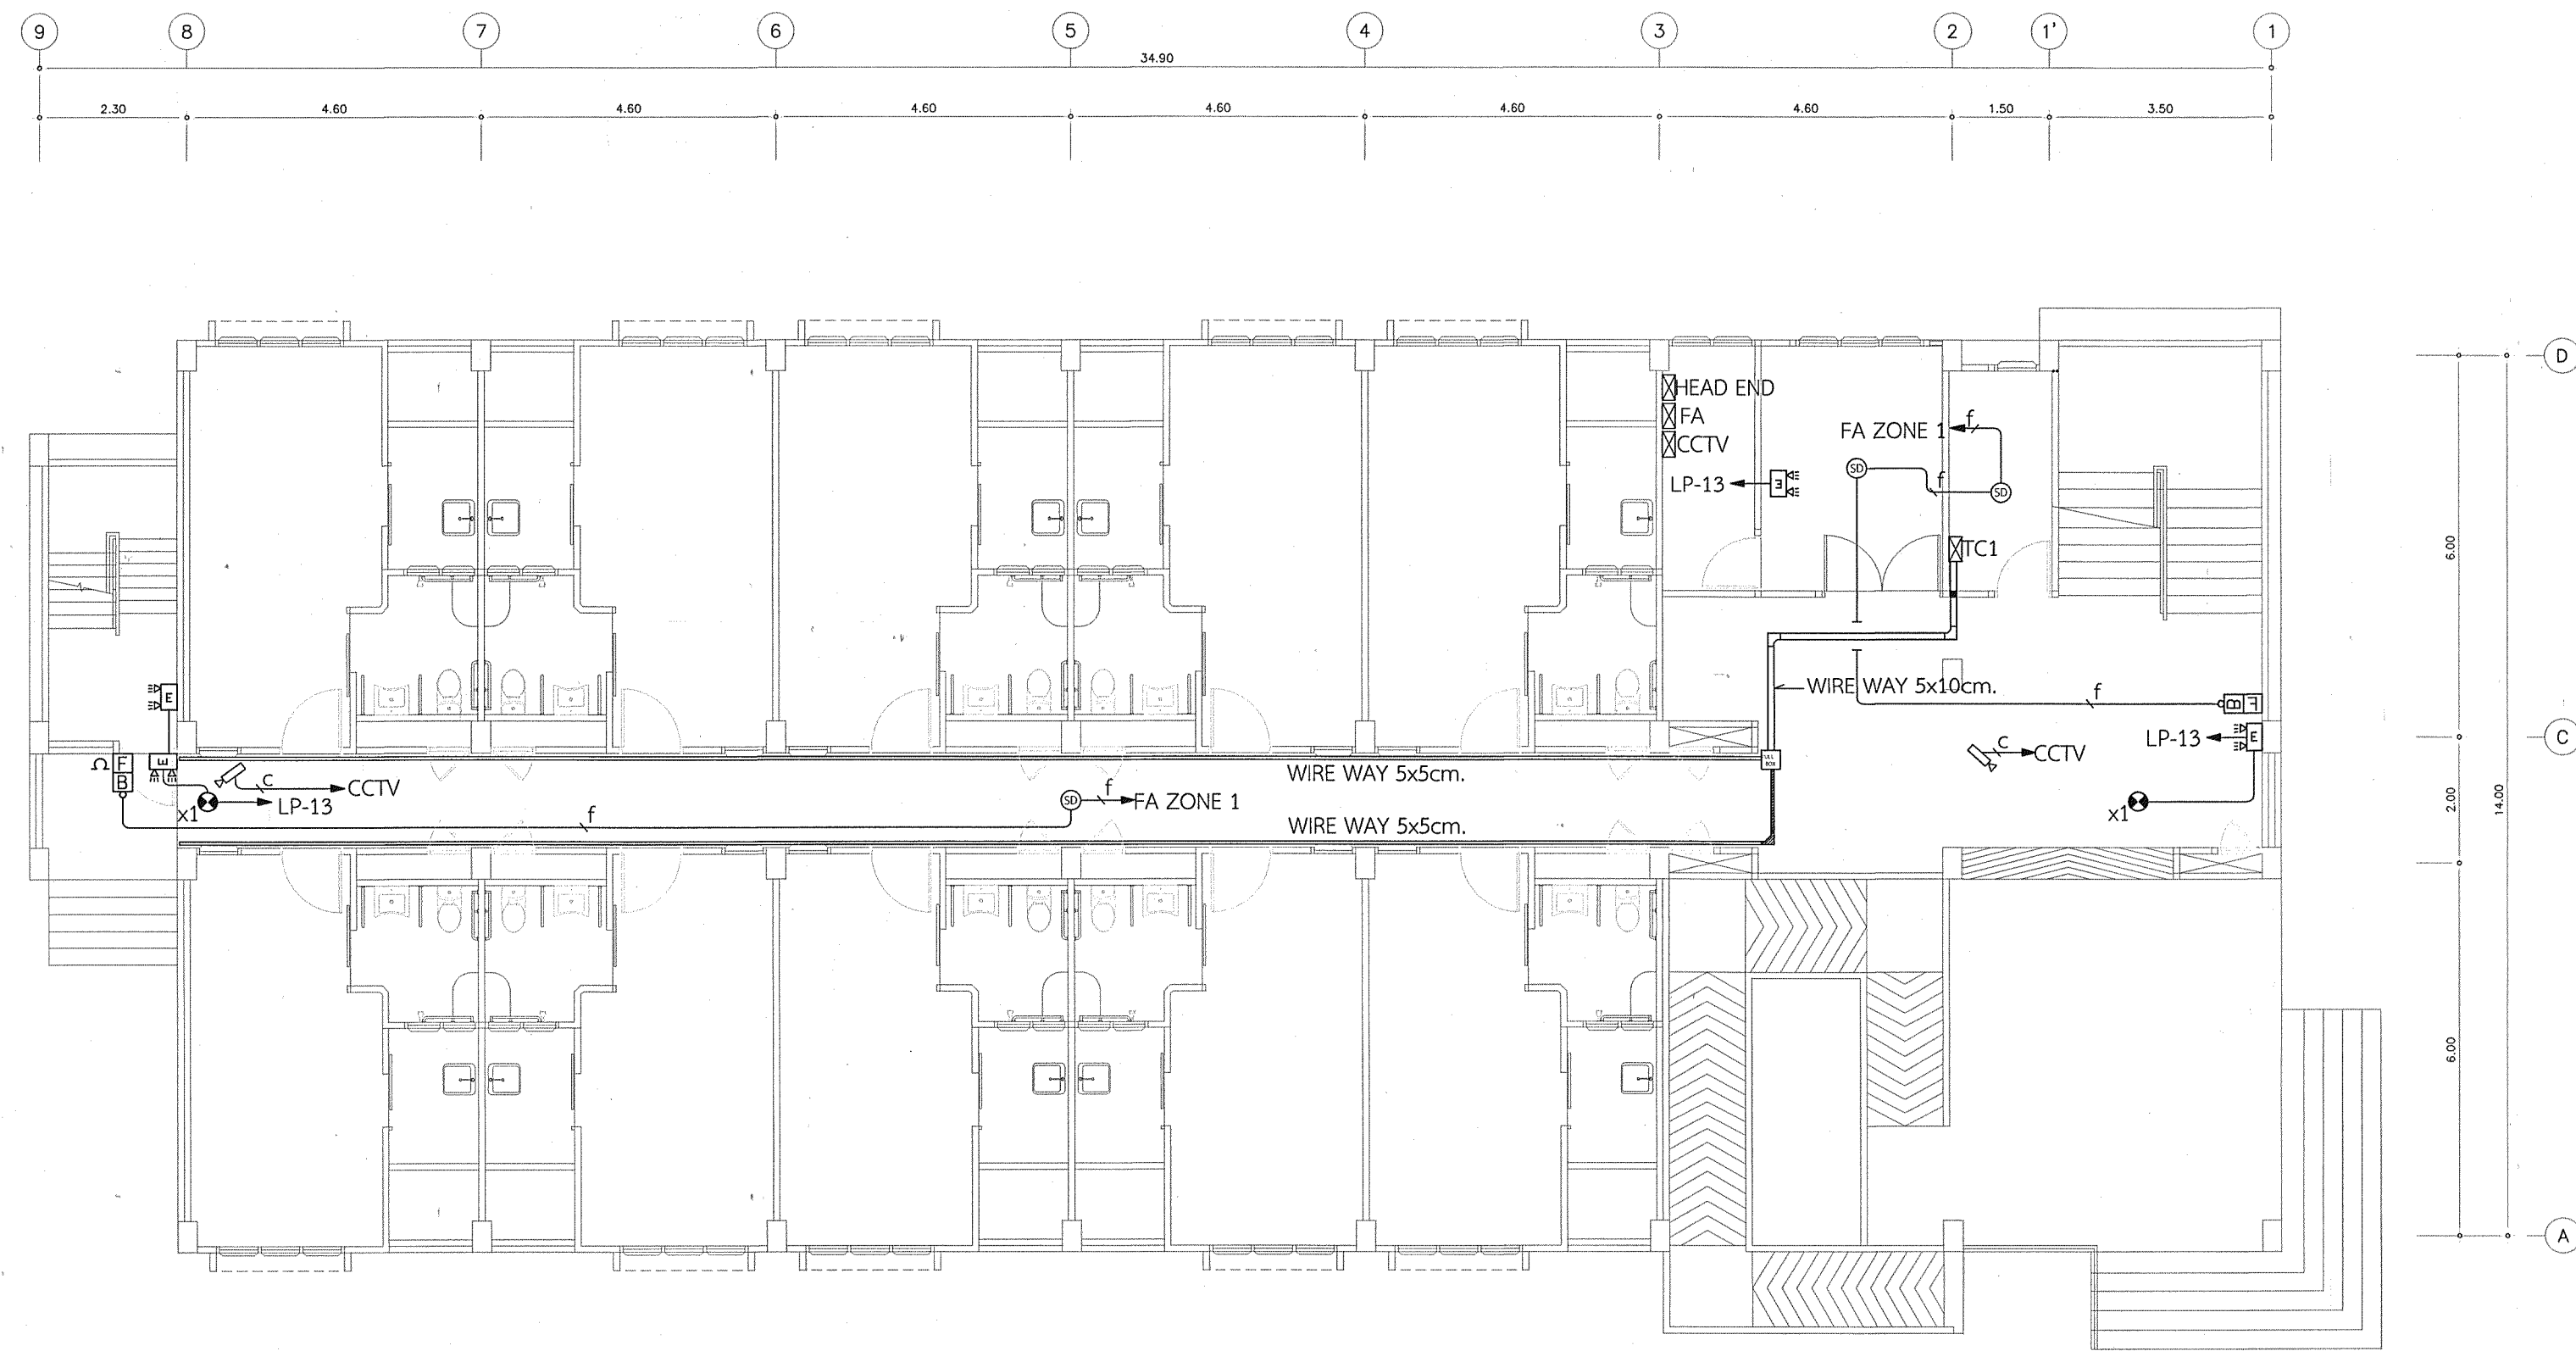 9 8 7 6 5 4 3 2 1' 1
34.90
2.30 4.60 4.60 4.60 4.60 4.60 4.60 1.50 3.50
D
HEAD END
FA
CCTV
FA ZONE 1
f
LP-13
E
SD
f
SD
TC1
6.00
WIRE WAY 5x10cm.
f
B F
E
E
F
B
Ω
E
c
CCTV
x1
LP-13
f
SD
f
FA ZONE 1
WIRE WAY 5x5cm.
WIRE WAY 5x5cm.
BOX
c
CCTV
LP-13
E
x1
C
2.00
14.00
6.00
A